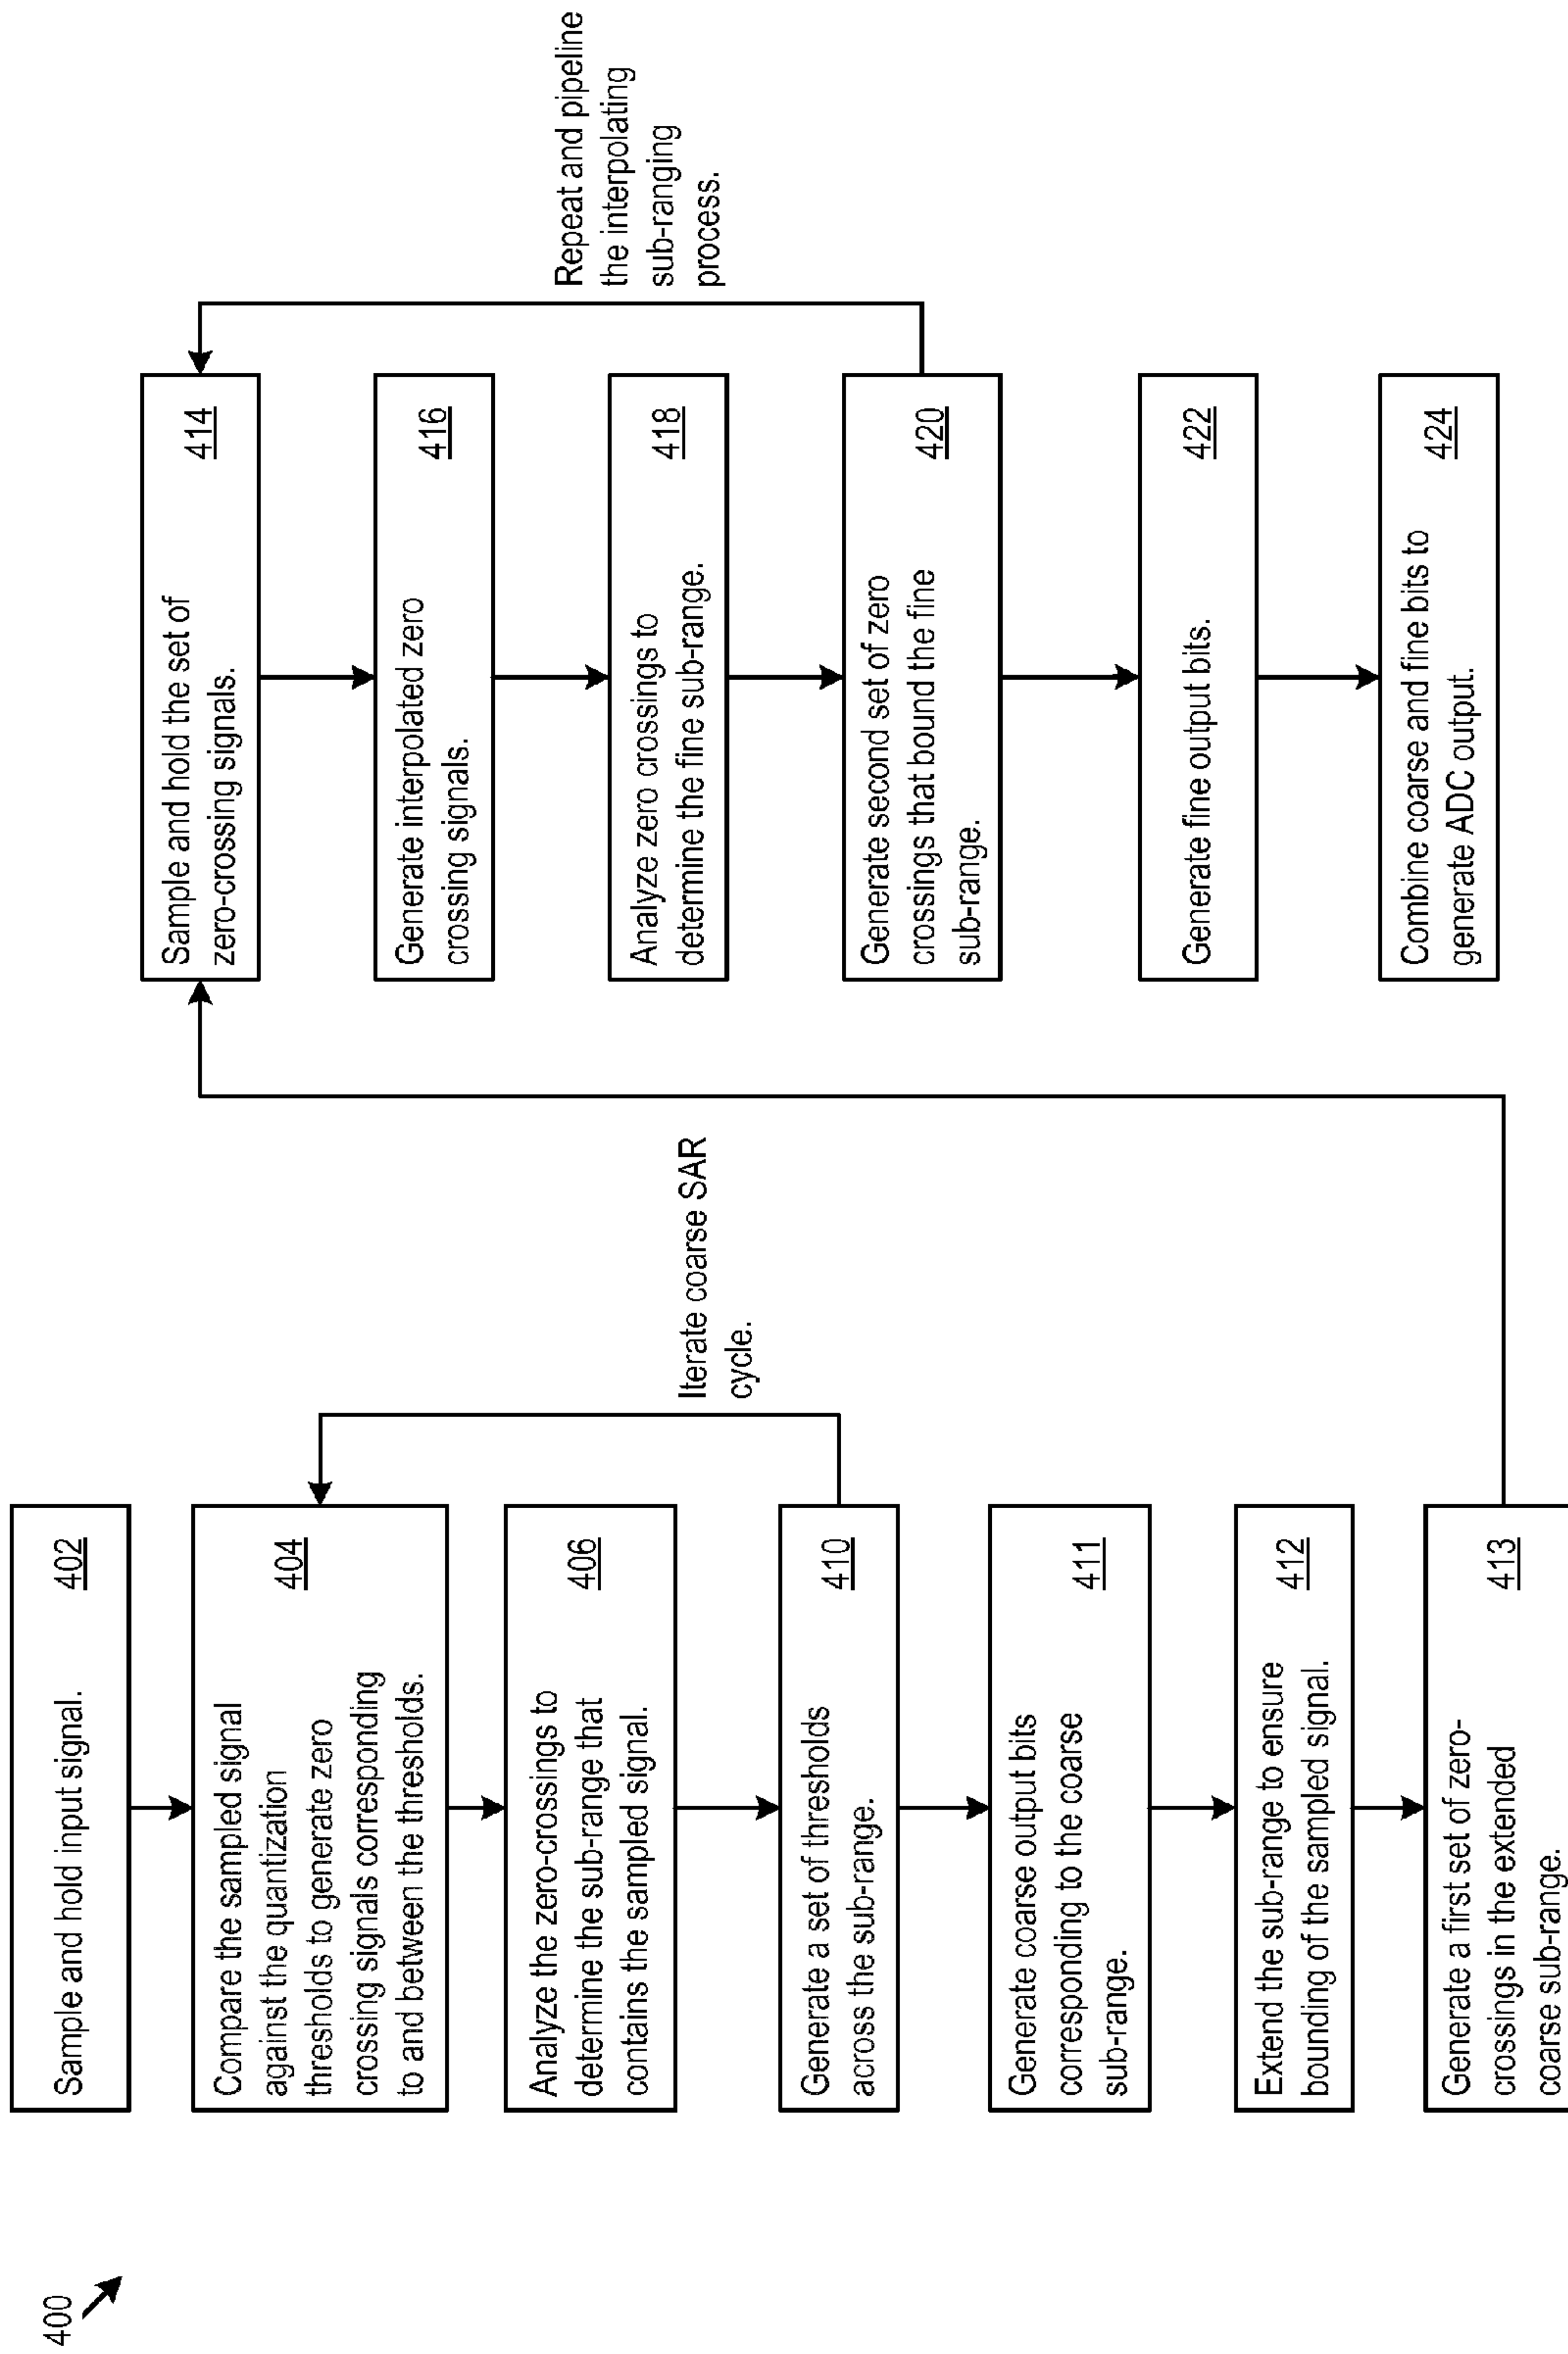 400
Sample and hold input signal.
402
Compare the sampled signal
against the quantization
thresholds to generate zero
crossing signals corresponding
to and between the thresholds.
404
Analyze the zero-crossings to
determine the sub-range that
contains the sampled signal.
406
Generate a set of thresholds
across the sub-range.
410
Iterate coarse SAR
cycle.
Generate coarse output bits
corresponding to the coarse
sub-range.
411
Extend the sub-range to ensure
bounding of the sampled signal.
412
Generate a first set of zero-
crossings in the extended
coarse sub-range.
413
Sample and hold the set of
zero-crossing signals.
414
Generate interpolated zero
crossing signals.
416
Analyze zero crossings to
determine the fine sub-range.
418
Generate second set of zero
crossings that bound the fine
sub-range.
420
Repeat and pipeline
the interpolating
sub-ranging
process.
Generate fine output bits.
422
Combine coarse and fine bits to
generate ADC output.
424